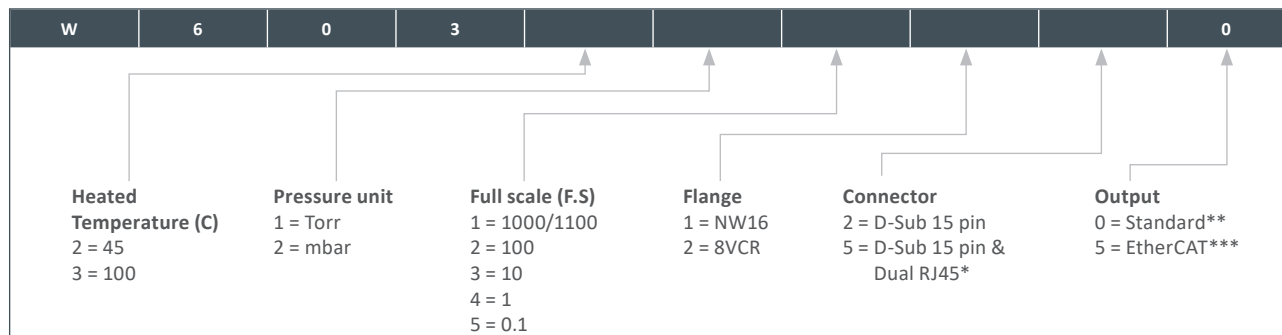 W 6 0 3 0
Heated Temperature (C)
2 = 45
3 = 100
Pressure unit
1 = Torr
2 = mbar
Full scale (F.S)
1 = 1000/1100
2 = 100
3 = 10
4 = 1
5 = 0.1
Flange
1 = NW16
2 = 8VCR
Connector
2 = D-Sub 15 pin
5 = D-Sub 15 pin &
Dual RJ45*
Output
0 = Standard**
5 = EtherCAT***